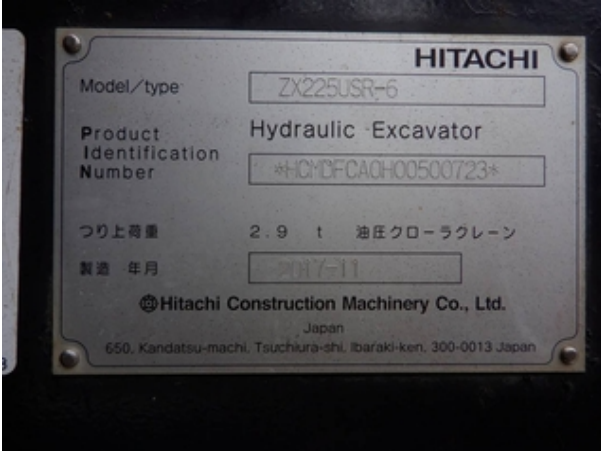 HITACHI
Model/type ZX225USR-6
Product Hydraulic Excavator
Identification
Number *HCMDFCA0H00500723*
つり上荷重 2.9 t 油圧クローラクレーン
製造 年月 2017-11
Hitachi Construction Machinery Co., Ltd.
Japan
650, Kandatsu-machi, Tsuchiura-shi, Ibaraki-ken, 300-0013 Japan